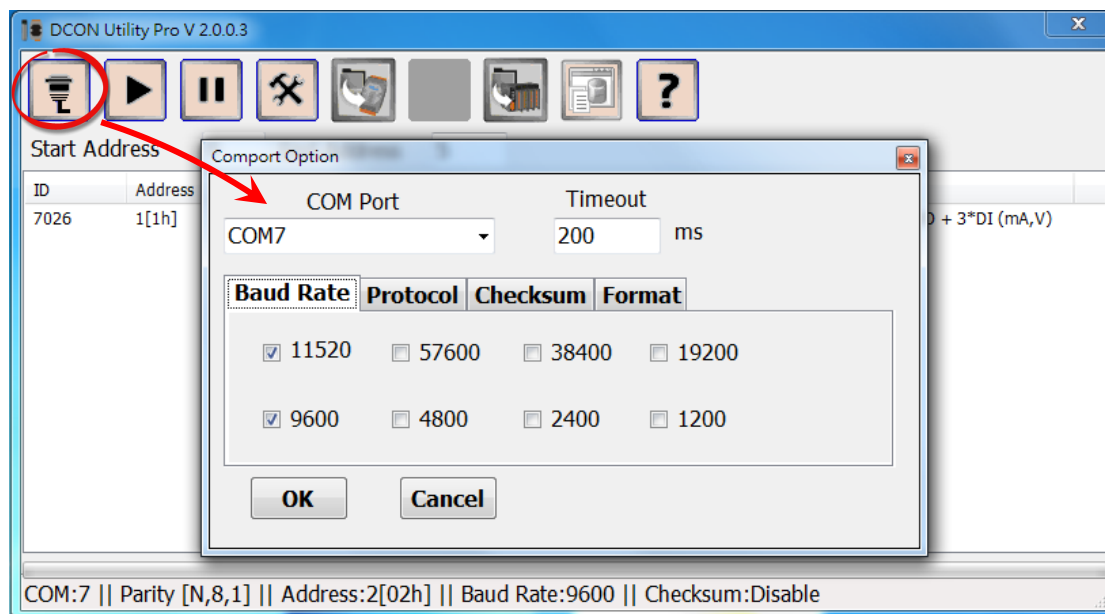 DCON Utility Pro V 2.0.0.3
Start Address
Comport Option
ID Address
COM Port Timeout
7026 1[1h] + 3*DI (mA,V)
COM7 200 ms
Baud Rate Protocol Checksum Format
11520 57600 38400 19200
9600 4800 2400 1200
OK Cancel
COM:7 || Parity [N,8,1] || Address:2[02h] || Baud Rate:9600 || Checksum:Disable